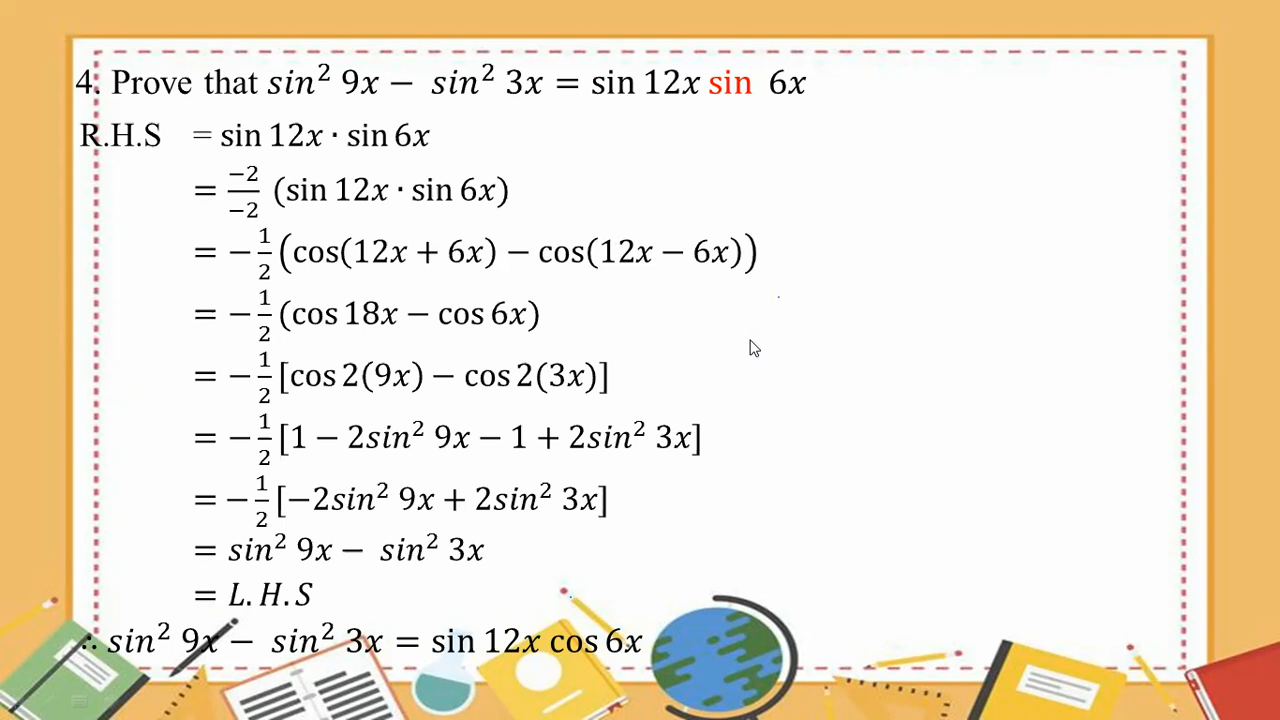 4. Prove that sin² 9x − sin² 3x = sin 12x sin 6x
R.H.S = sin 12x · sin 6x
= −2/−2 (sin 12x · sin 6x)
= −1/2 (cos(12x + 6x) − cos(12x − 6x))
= −1/2 (cos 18x − cos 6x)
= −1/2 [cos 2(9x) − cos 2(3x)]
= −1/2 [1 − 2sin² 9x − 1 + 2sin² 3x]
= −1/2 [−2sin² 9x + 2sin² 3x]
= sin² 9x − sin² 3x
= L.H.S
∴ sin² 9x − sin² 3x = sin 12x cos 6x